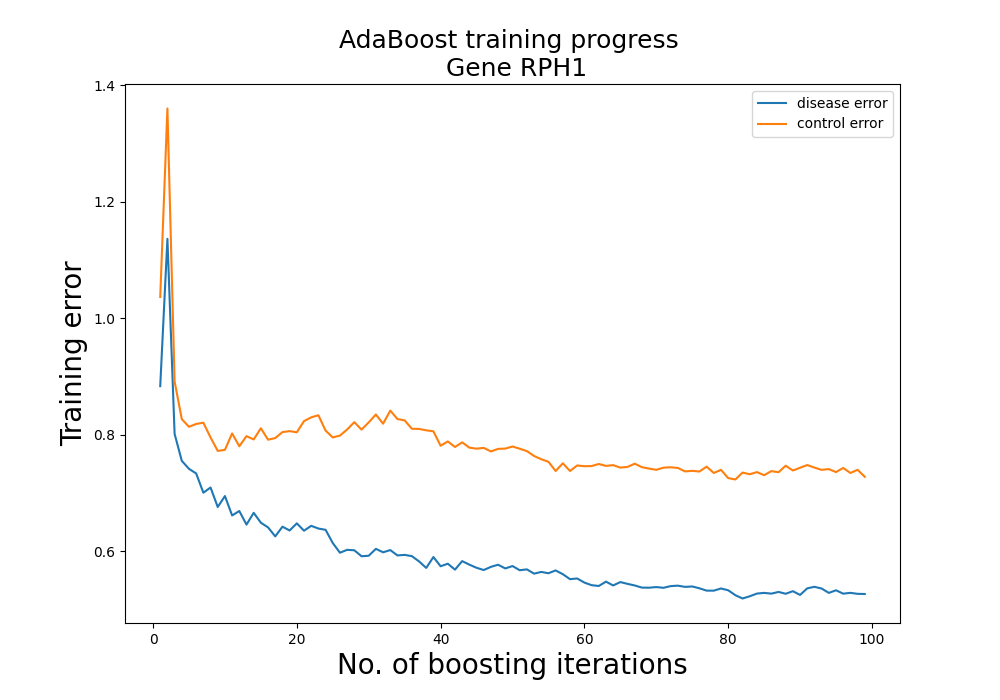 AdaBoost training progress
Gene RPH1
disease error
control error
Training error
1.4
1.2
1.0
0.8
0.6
0
20
40
60
80
100
No. of boosting iterations